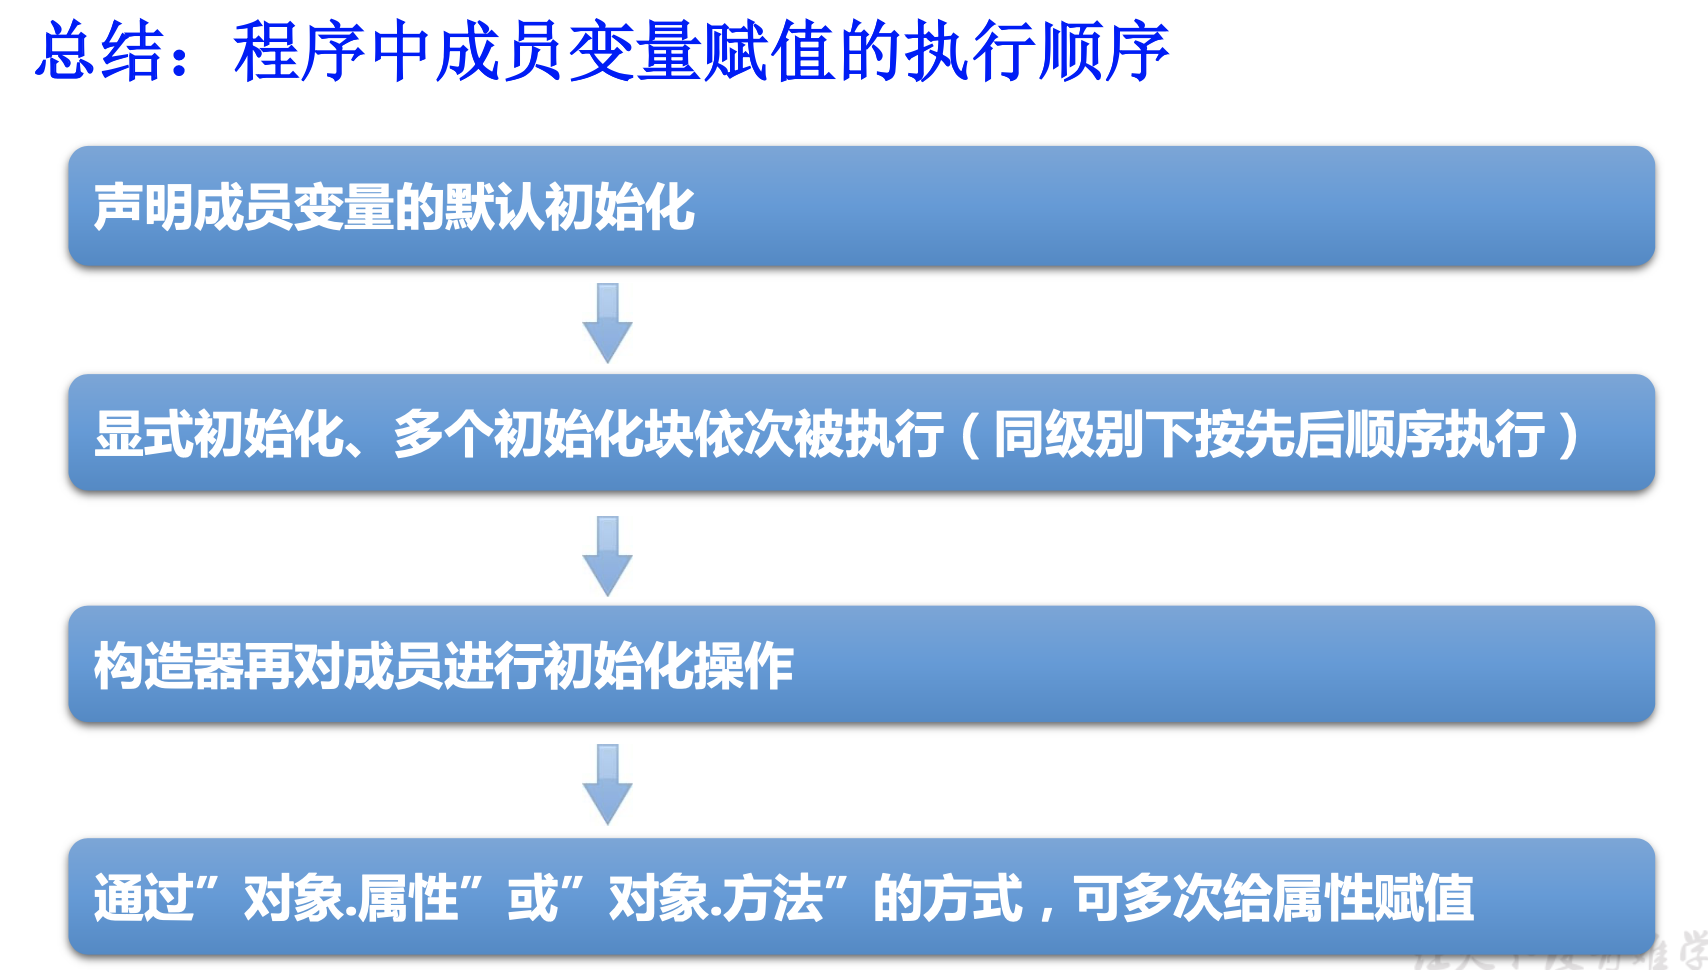 总结：程序中成员变量赋值的执行顺序
声明成员变量的默认初始化
显式初始化、多个初始化块依次被执行（同级别下按先后顺序执行）
构造器再对成员进行初始化操作
通过”对象.属性”或”对象.方法”的方式，可多次给属性赋值